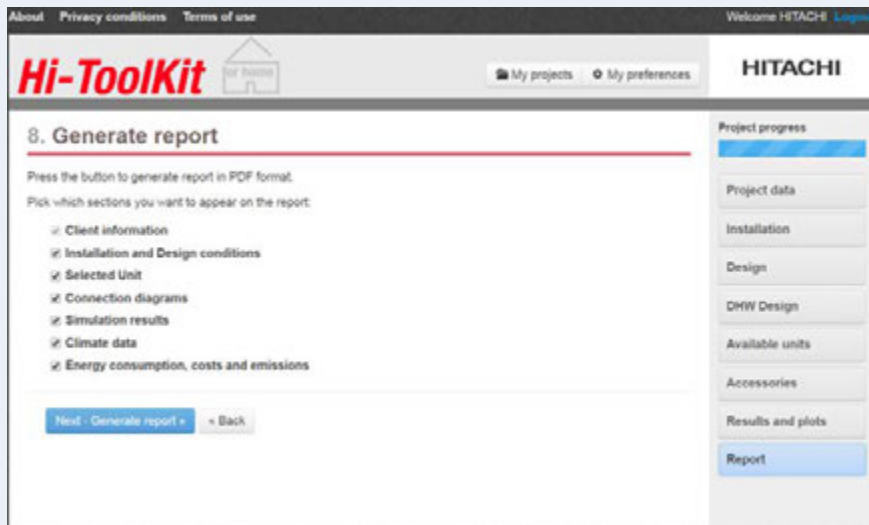 About Privacy conditions Terms of use
Welcome HITACHI Logout
Hi-ToolKit
for home
My projects
My preferences
HITACHI
8. Generate report
Press the button to generate report in PDF format.
Pick which sections you want to appear on the report:
Client information
Installation and Design conditions
Selected Unit
Connection diagrams
Simulation results
Climate data
Energy consumption, costs and emissions
Next - Generate report »
« Back
Project progress
Project data
Installation
Design
DHW Design
Available units
Accessories
Results and plots
Report